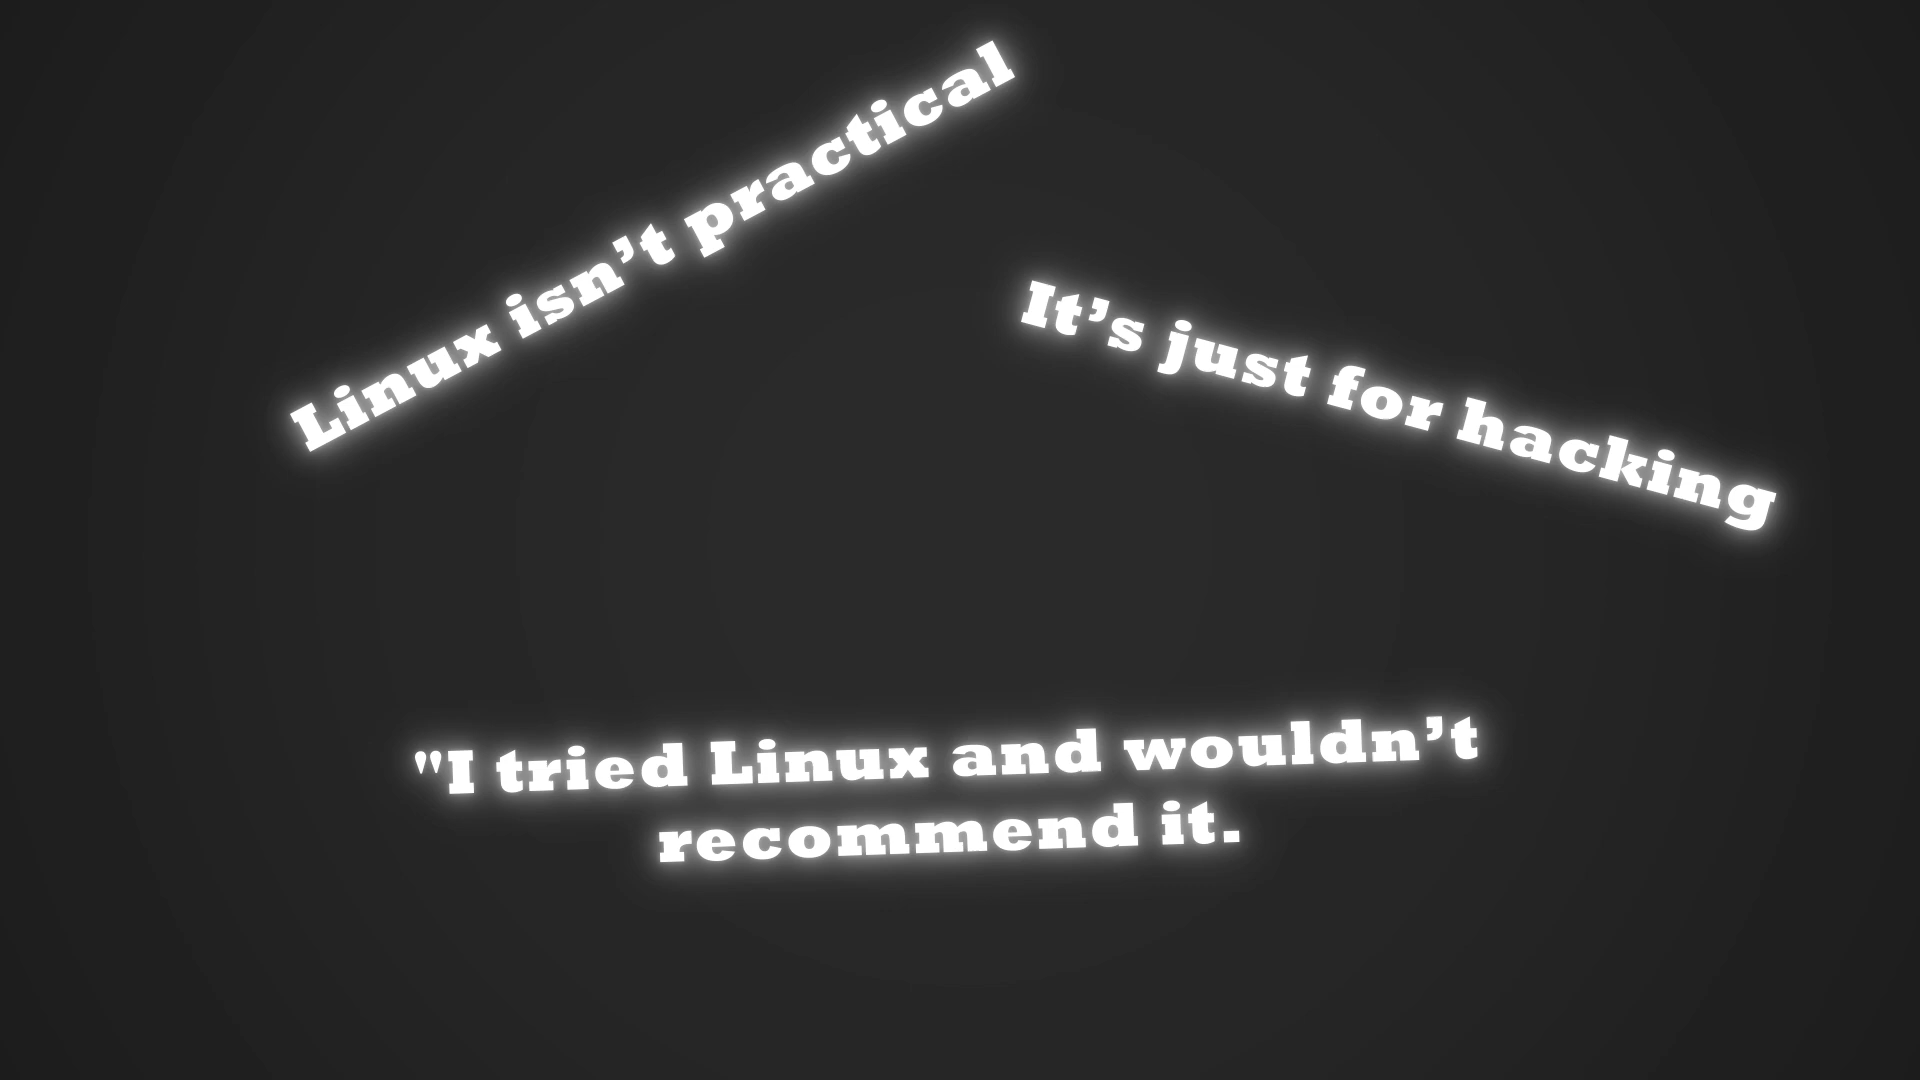 Linux isn’t practical
It’s just for hacking
"I tried Linux and wouldn’t
recommend it.